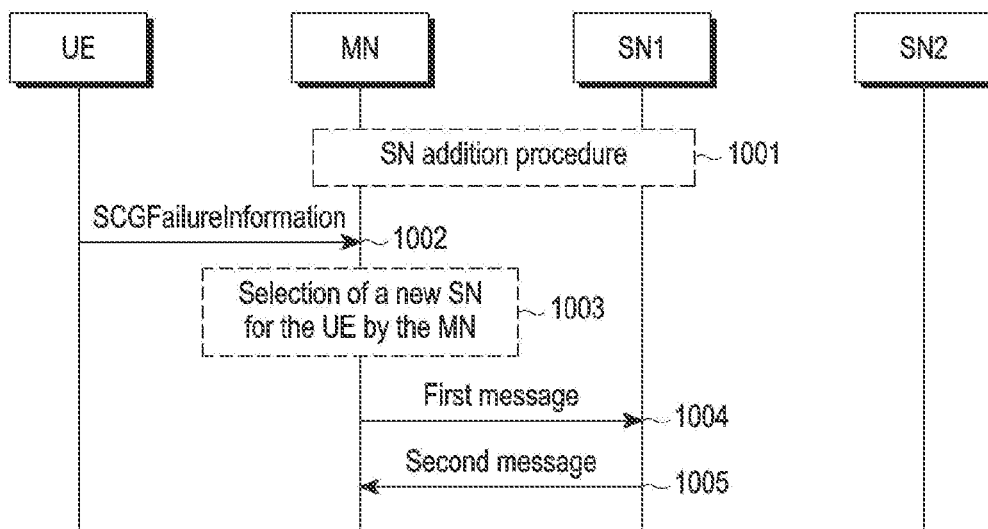 UE
MN
SN1
SN2
SN addition procedure
1001
SCGFailureInformation
1002
Selection of a new SN
for the UE by the MN
1003
First message
1004
Second message
1005